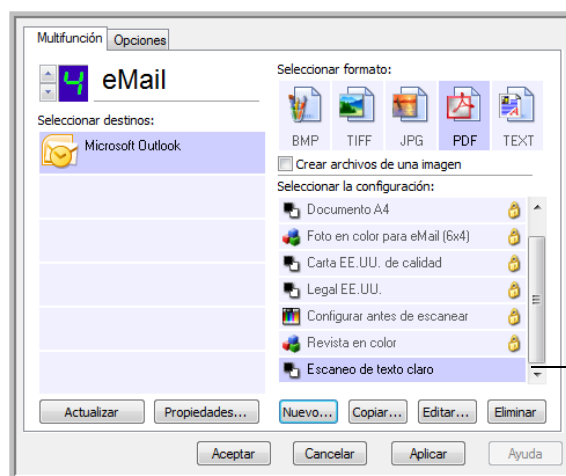 Multifunción Opciones
4 eMail
Seleccionar destinos:
Microsoft Outlook
Seleccionar formato:
BMP TIFF JPG PDF TEXT
Crear archivos de una imagen
Seleccionar la configuración:
Documento A4
Foto en color para eMail (6x4)
Carta EE.UU. de calidad
Legal EE.UU.
Configurar antes de escanear
Revista en color
Escaneo de texto claro
Actualizar Propiedades... Nuevo... Copiar... Editar... Eliminar
Aceptar Cancelar Aplicar Ayuda